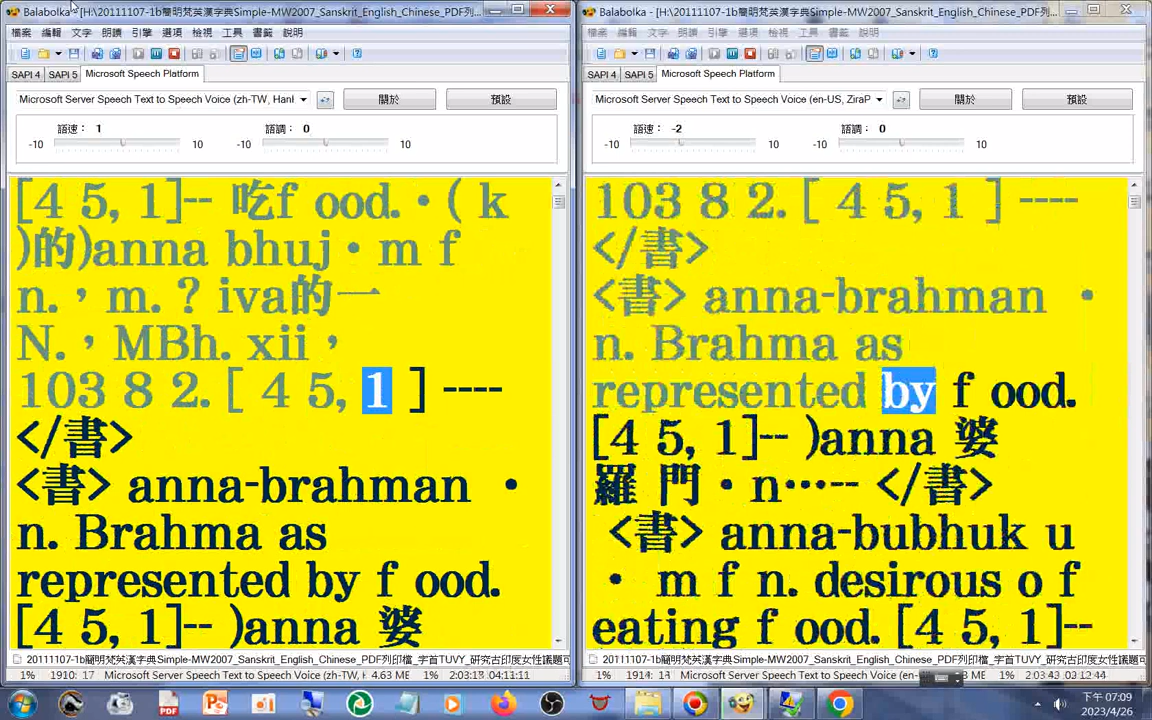 Balabolka - [H:\20111107-1b簡明梵英漢字典Simple-MW2007_Sanskrit_English_Chinese_PDF列...
檔案 編輯 文字 朗讀 引擎 選項 檢視 工具 書籤 說明
SAPI 4 SAPI 5 Microsoft Speech Platform
Microsoft Server Speech Text to Speech Voice (zh-TW, Hanl 關於 預設
語速： 1 語調： 0
-10 10 -10 10
[4 5, 1]-- 吃f ood.・( k
)的)anna bhuj・m f
n.，m.？iva的一
N.，MBh. xii，
103 8 2. [ 4 5, 1 ] ----
</書>
<書> anna-brahman ・
n. Brahma as
represented by f ood.
[4 5, 1]-- )anna 婆
20111107-1b簡明梵英漢字典Simple-MW2007_Sanskrit_English_Chinese_PDF列印檔_字首TUVY_研究古印度女性議題可
1% 1910: 17 Microsoft Server Speech Text to Speech Voice (zh-TW, H 4.63 ME 1% 2:03:13:04:11:11
Balabolka - [H:\20111107-1b簡明梵英漢字典Simple-MW2007_Sanskrit_English_Chinese_PDF列...
檔案 編輯 文字 朗讀 引擎 選項 檢視 工具 書籤 說明
SAPI 4 SAPI 5 Microsoft Speech Platform
Microsoft Server Speech Text to Speech Voice (en-US, ZiraP 關於 預設
語速： -2 語調： 0
-10 10 -10 10
103 8 2. [ 4 5, 1 ] ----
</書>
<書> anna-brahman ・
n. Brahma as
represented by f ood.
[4 5, 1]-- )anna 婆
羅 門・n…-- </書>
<書> anna-bubhuk u
・ m f n. desirous o f
eating f ood. [4 5, 1]--
20111107-1b簡明梵英漢字典Simple-MW2007_Sanskrit_English_Chinese_PDF列印檔_字首TUVY_研究古印度女性議題可
1% 1914: 14 Microsoft Server Speech Text to Speech Voice 1% 2:03:43:03:12:44
PDF
下午 07:09
2023/4/26